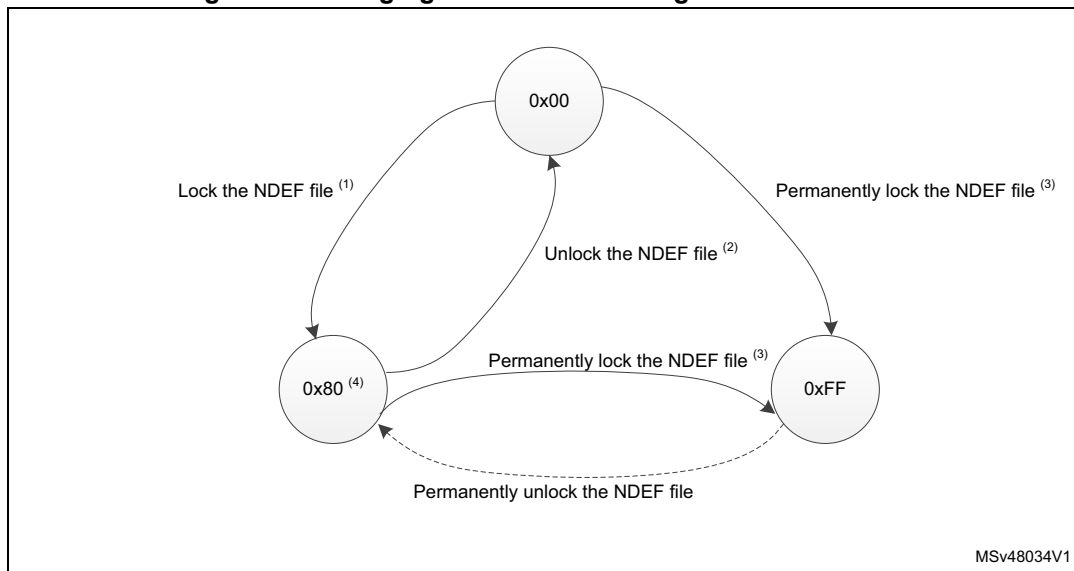 0x00
Lock the NDEF file (1)
Permanently lock the NDEF file (3)
Unlock the NDEF file (2)
Permanently lock the NDEF file (3)
0x80 (4)
0xFF
Permanently unlock the NDEF file
MSv48034V1